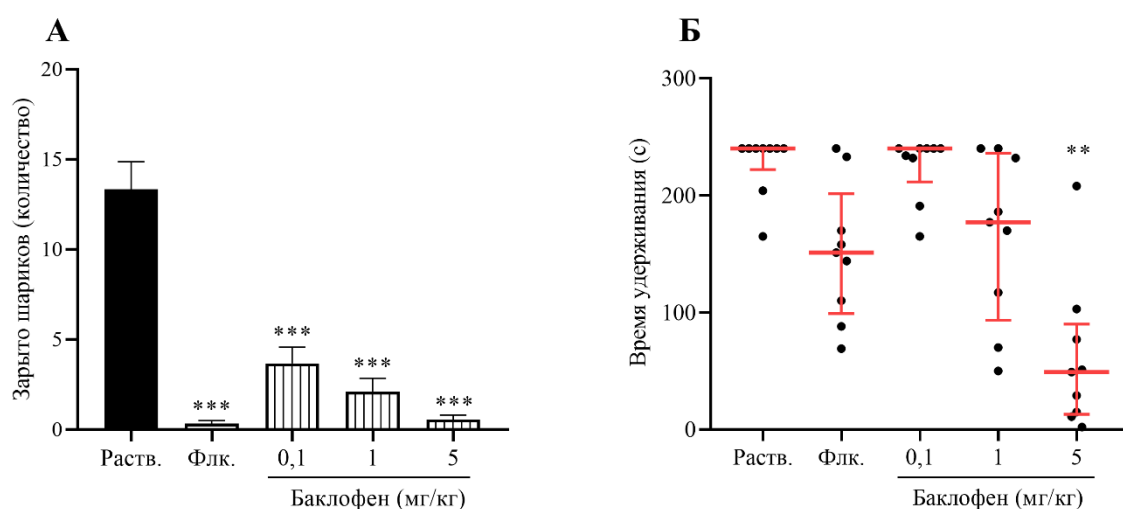 А
Зарыто шариков (количество)
20
15
10
5
0
***
***
***
***
Раств.
Флк.
0,1
1
5
Баклофен (мг/кг)
Б
Время удерживания (с)
300
200
100
0
**
Раств.
Флк.
0,1
1
5
Баклофен (мг/кг)